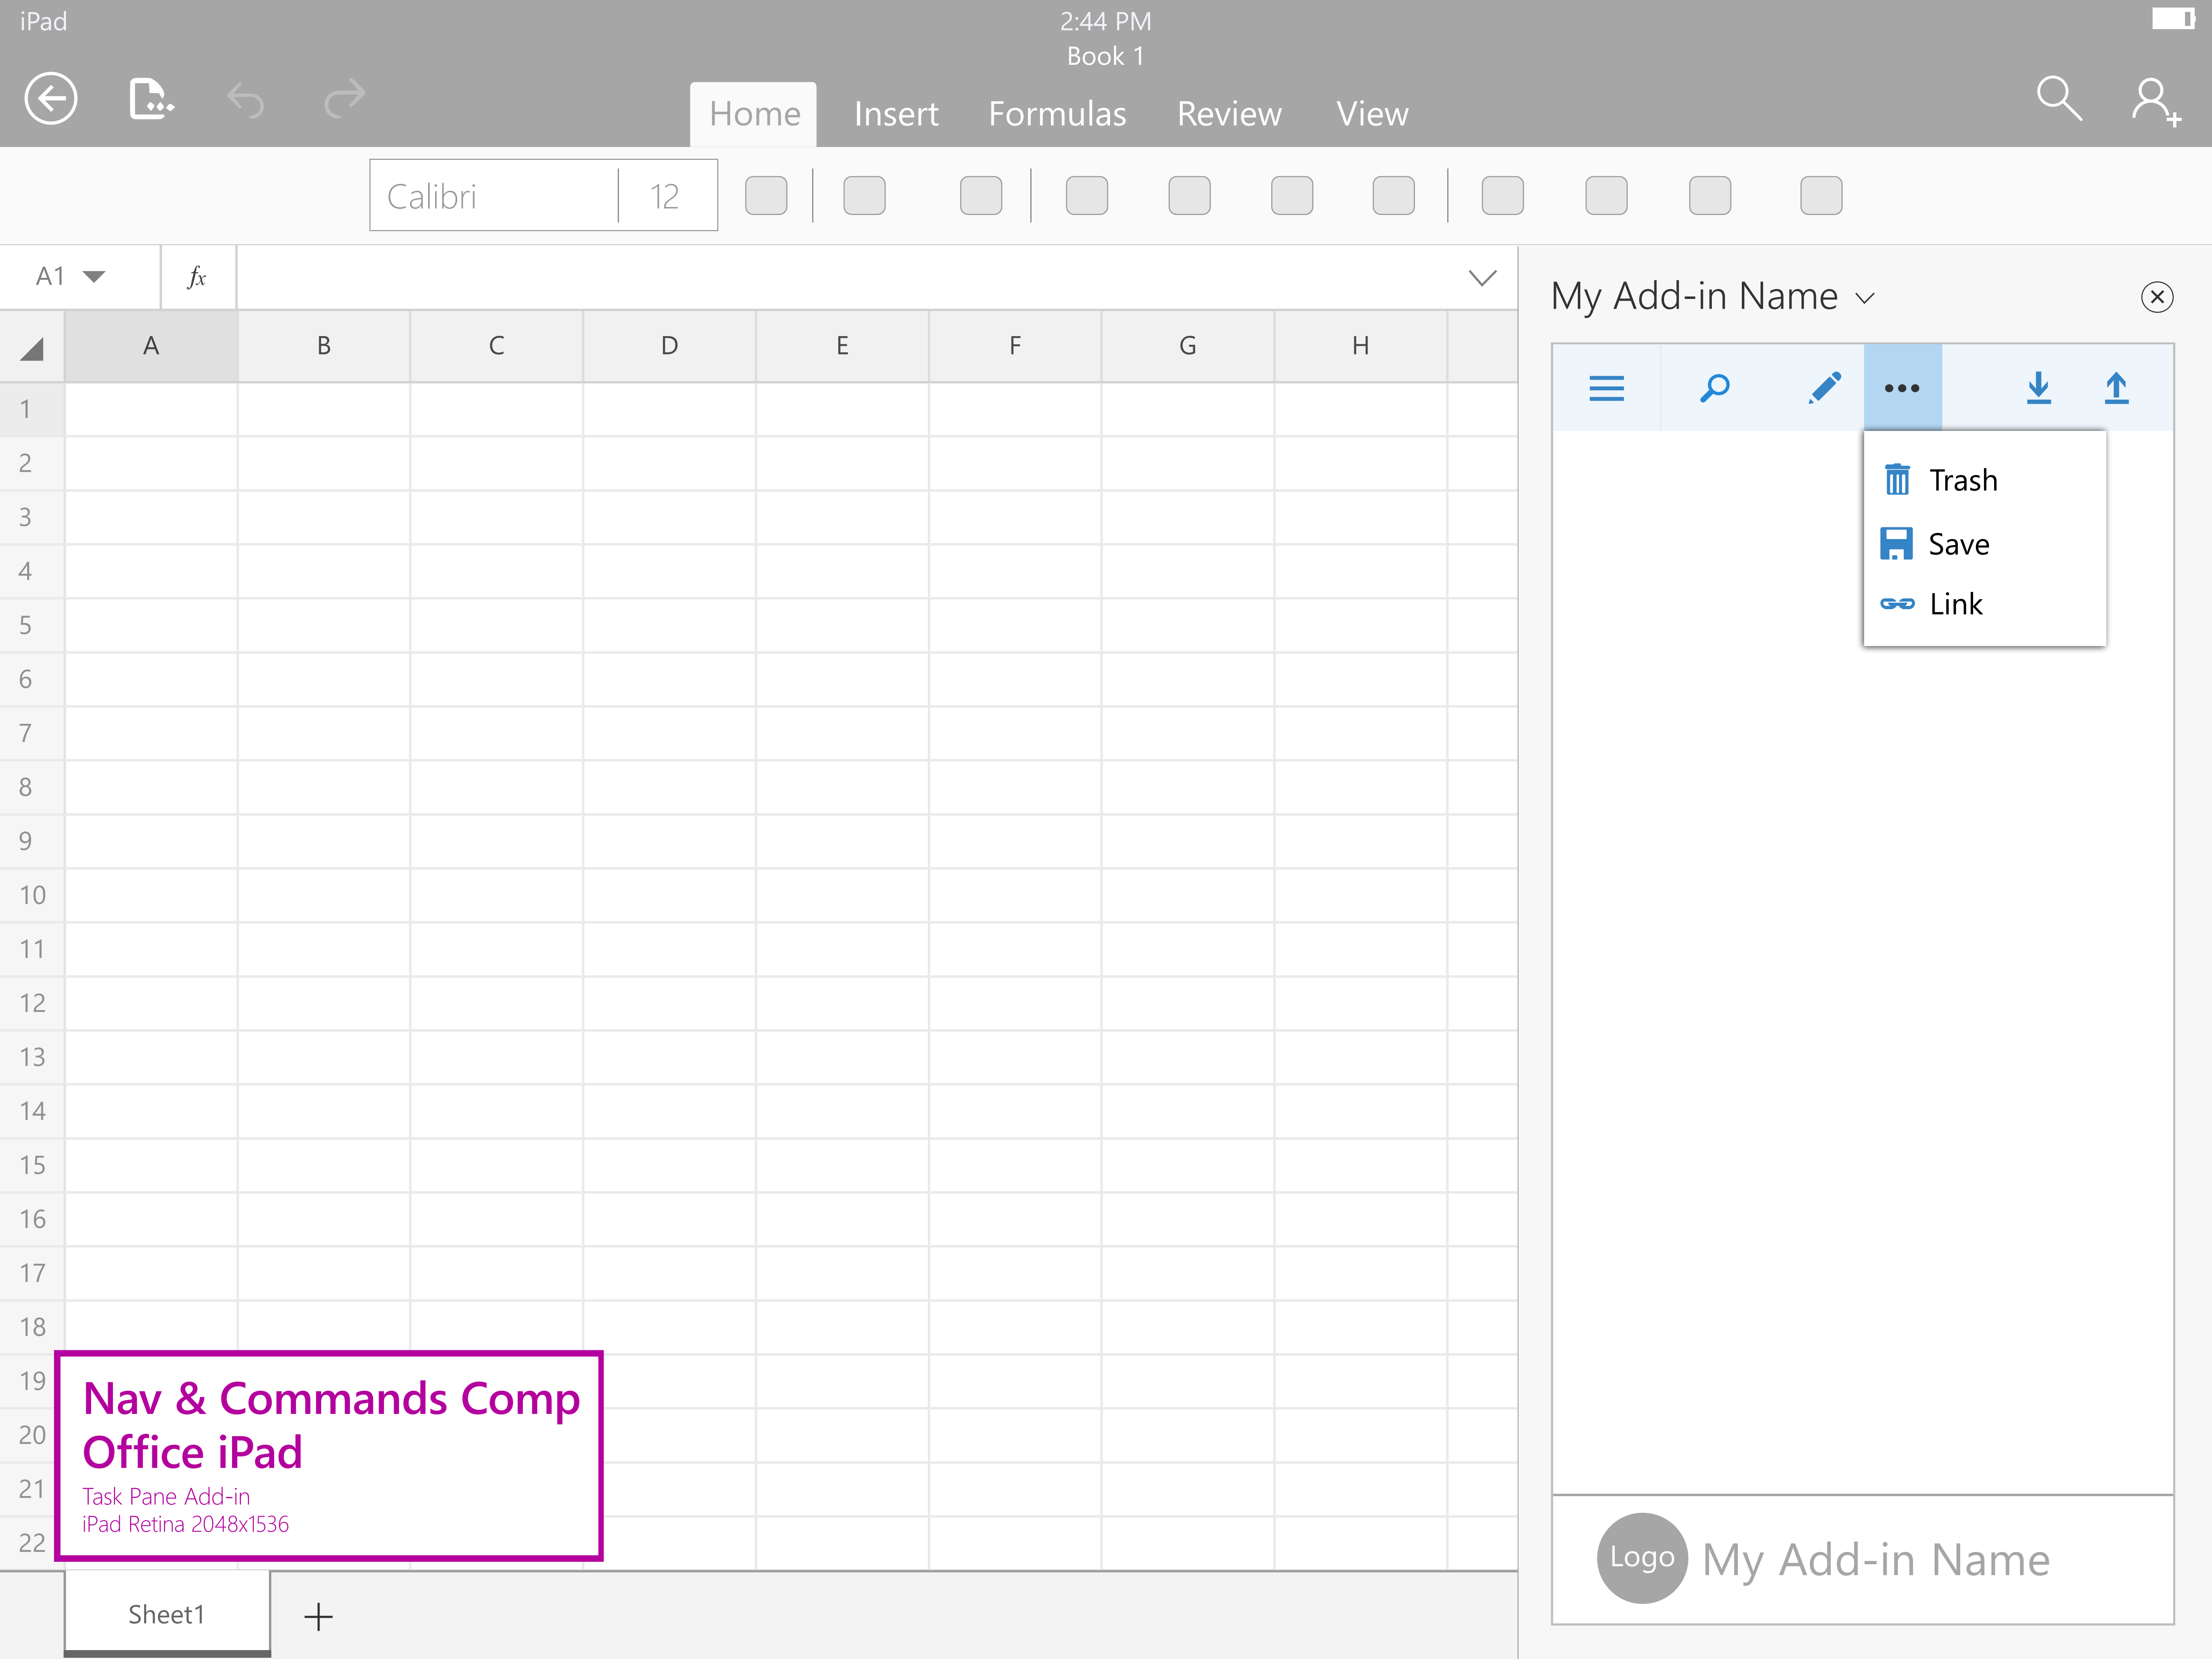 iPad
2:44 PM
Book 1
Home Insert Formulas Review View
Calibri 12
A1 fx
My Add-in Name
A B C D E F G H
1
2
3
4
5
6
7
8
9
10
11
12
13
14
15
16
17
18
19
20
21
22
Trash
Save
Link
Nav & Commands Comp
Office iPad
Task Pane Add-in
iPad Retina 2048x1536
Logo My Add-in Name
Sheet1